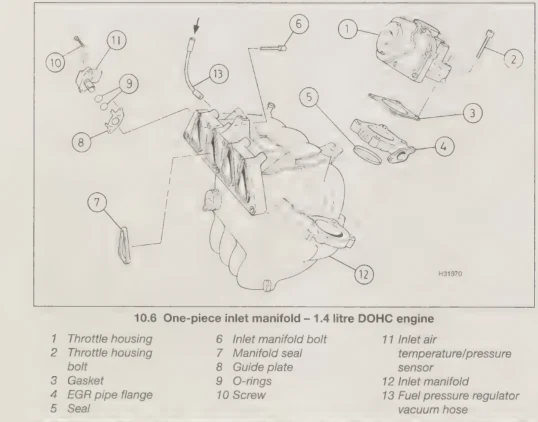 11
10
9
8
13
6
1
2
3
5
4
7
12
H31970
10.6 One-piece inlet manifold – 1.4 litre DOHC engine
1 Throttle housing
2 Throttle housing
bolt
3 Gasket
4 EGR pipe flange
5 Seal
6 Inlet manifold bolt
7 Manifold seal
8 Guide plate
9 O-rings
10 Screw
11 Inlet air
temperature/pressure
sensor
12 Inlet manifold
13 Fuel pressure regulator
vacuum hose